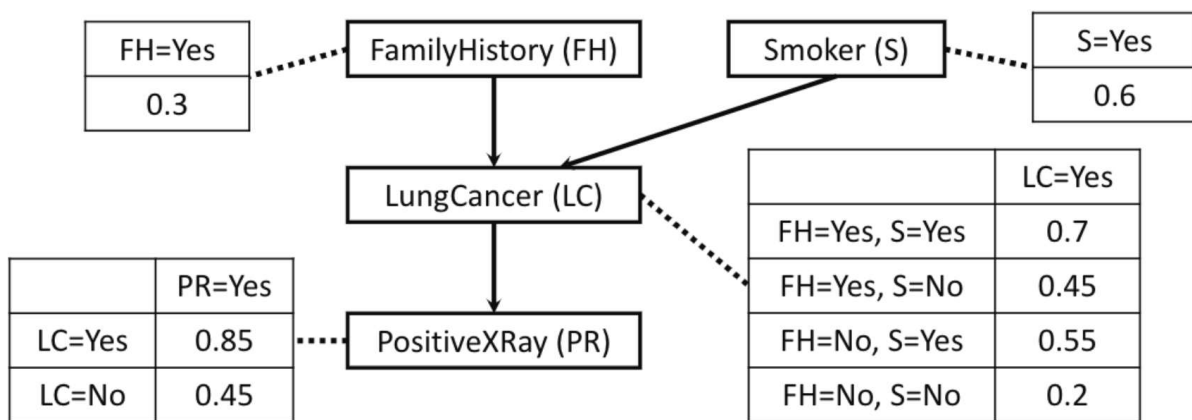 FH=Yes
0.3
FamilyHistory (FH)
Smoker (S)
S=Yes
0.6
LungCancer (LC)
LC=Yes
FH=Yes, S=Yes 0.7
FH=Yes, S=No 0.45
FH=No, S=Yes 0.55
FH=No, S=No 0.2
PR=Yes
LC=Yes 0.85
LC=No 0.45
PositiveXRay (PR)